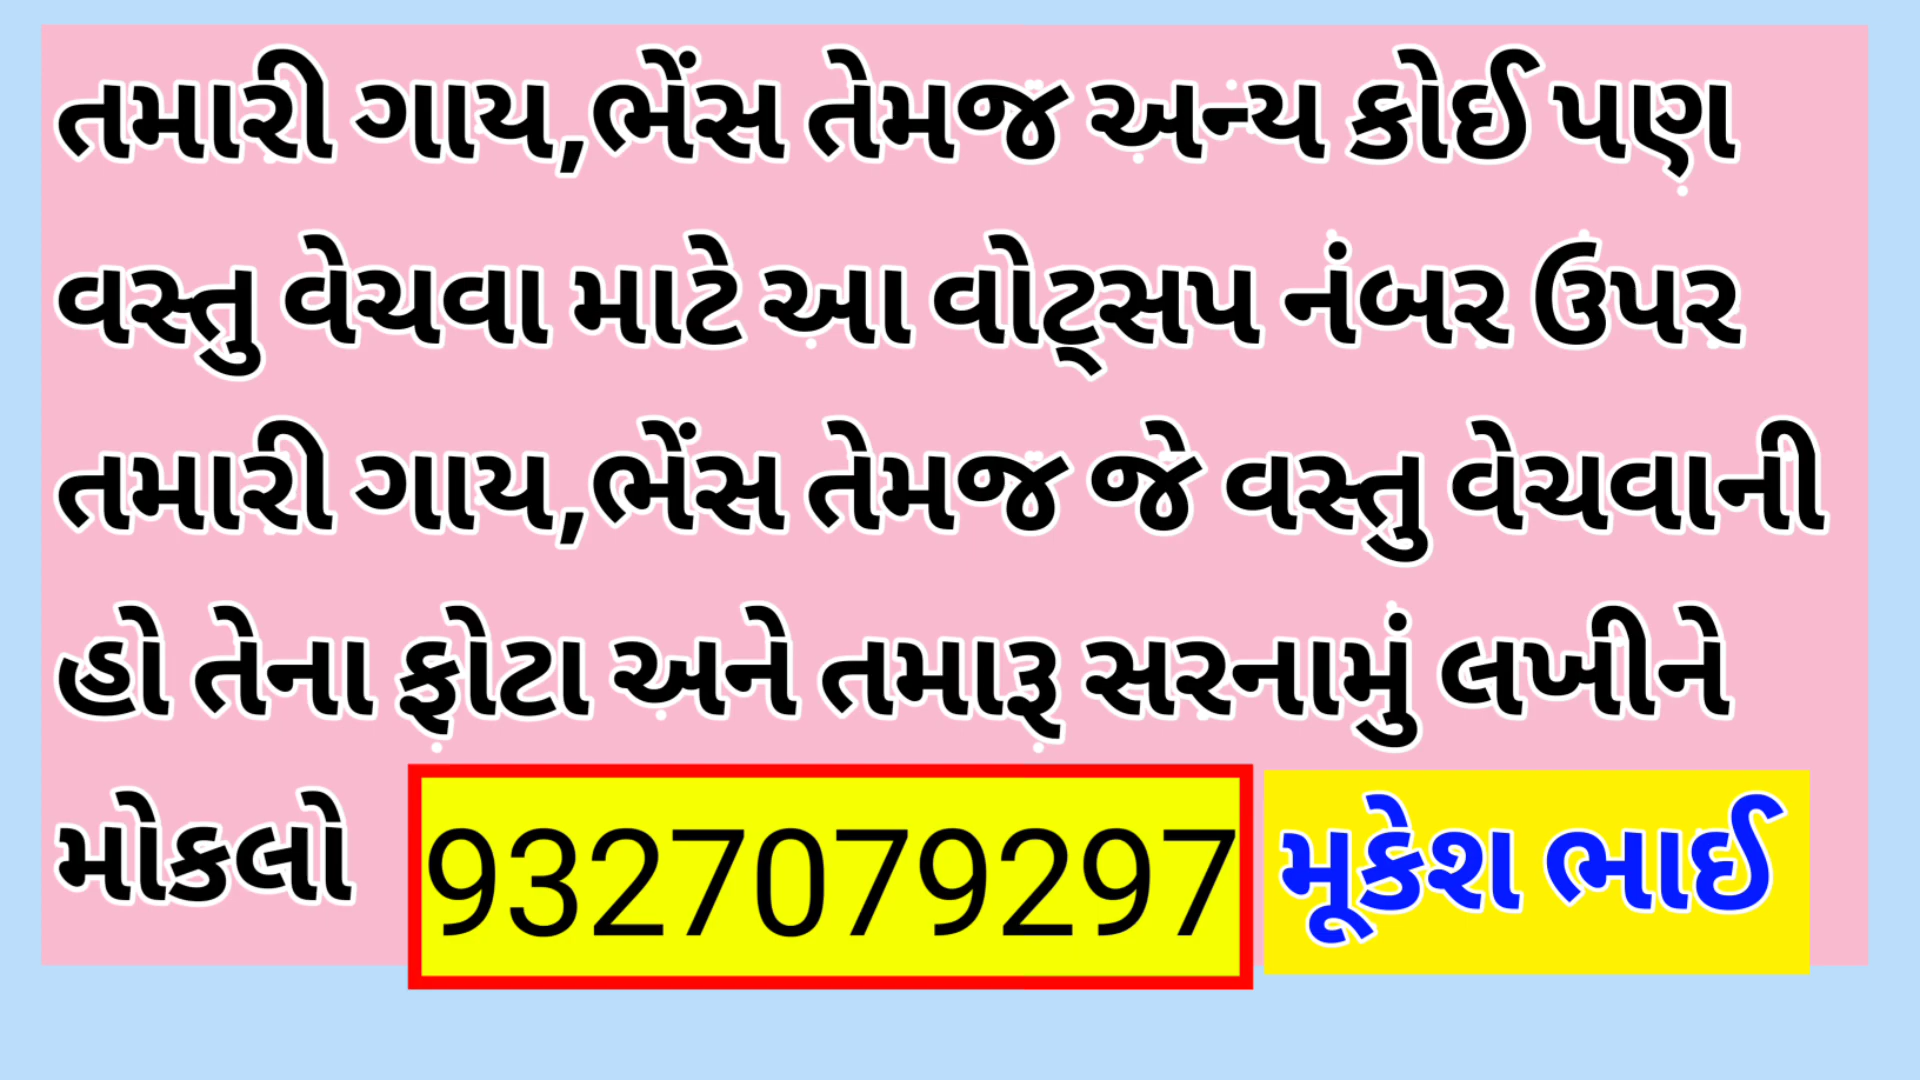 તમારી ગાય,ભેંસ તેમજ અન્ય કોઈ પણ
વસ્તુ વેચવા માટે આ વોટ્સપ નંબર ઉપર
તમારી ગાય,ભેંસ તેમજ જે વસ્તુ વેચવાની
હો તેના ફોટા અને તમારૂ સરનામું લખીને
મોકલો 9327079297 મૂકેશ ભાઈ